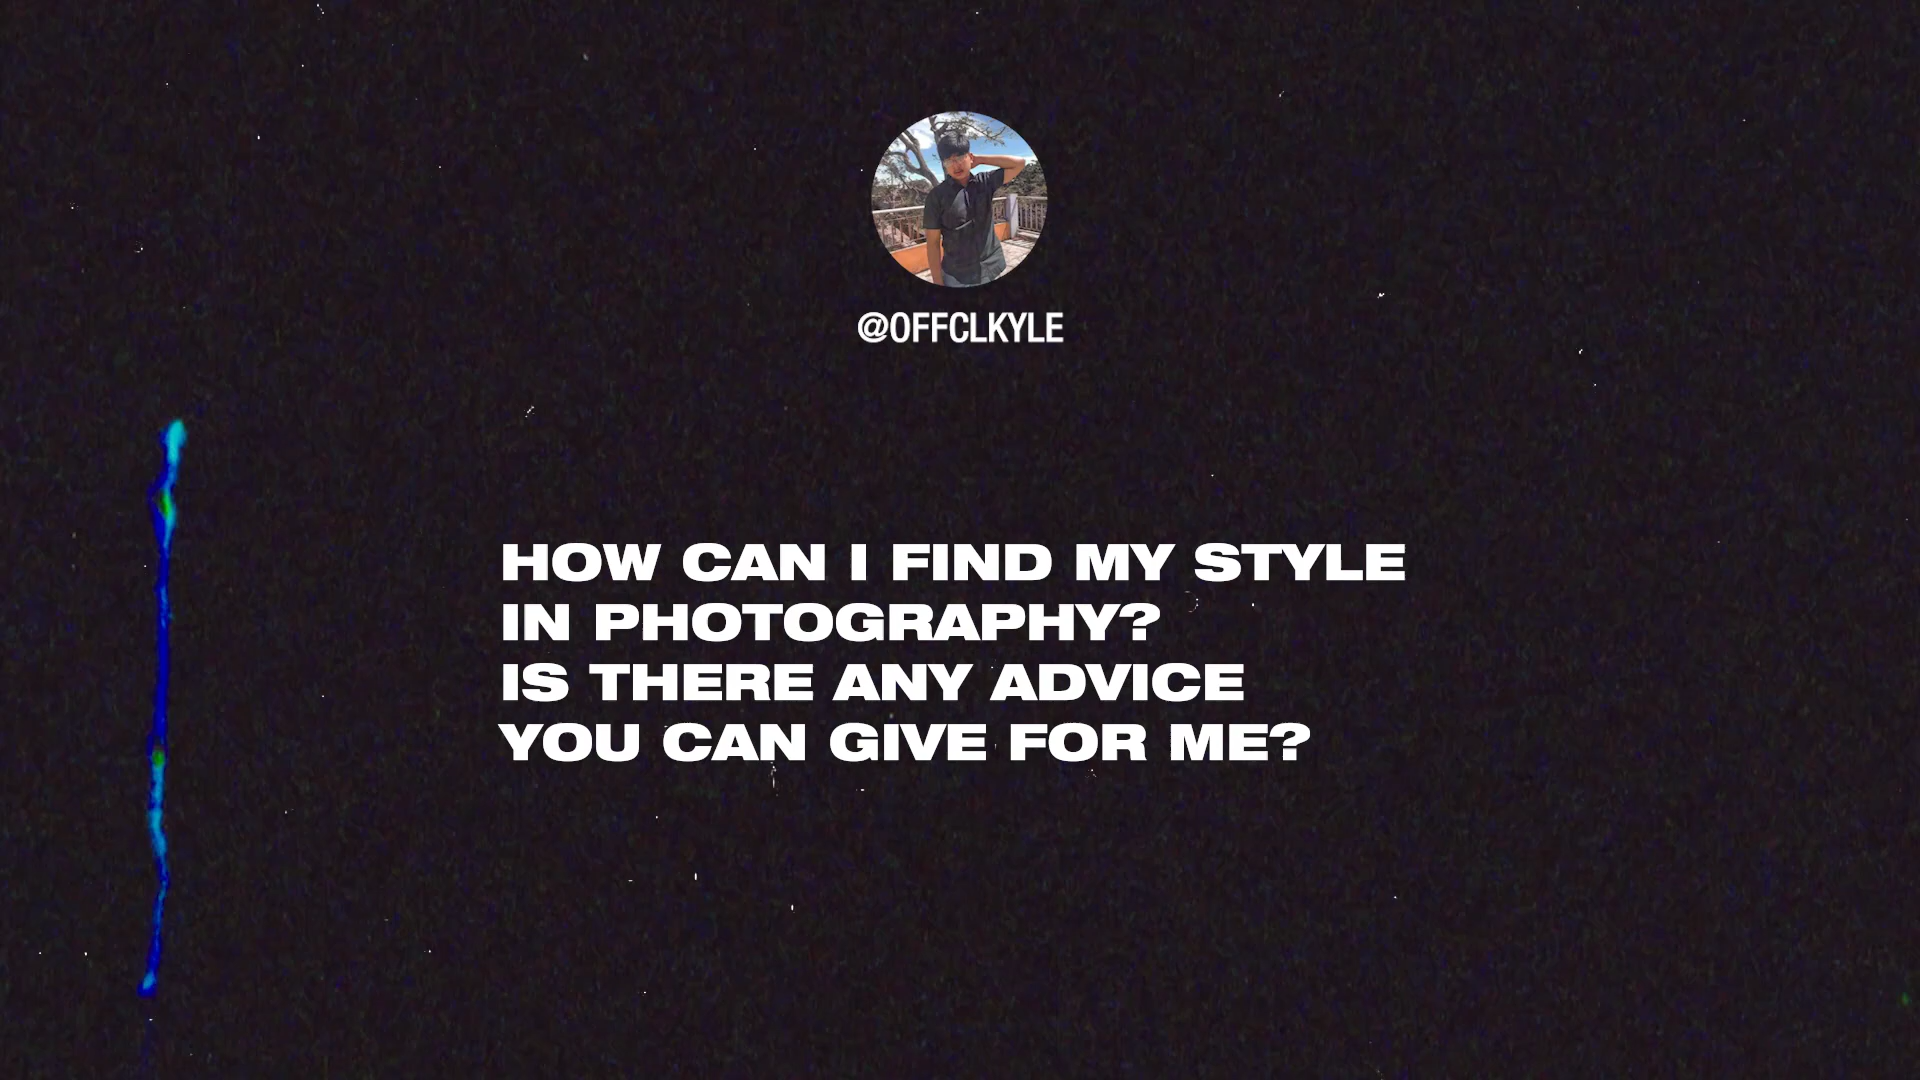 @OFFCLKYLE
HOW CAN I FIND MY STYLE
IN PHOTOGRAPHY?
IS THERE ANY ADVICE
YOU CAN GIVE FOR ME?